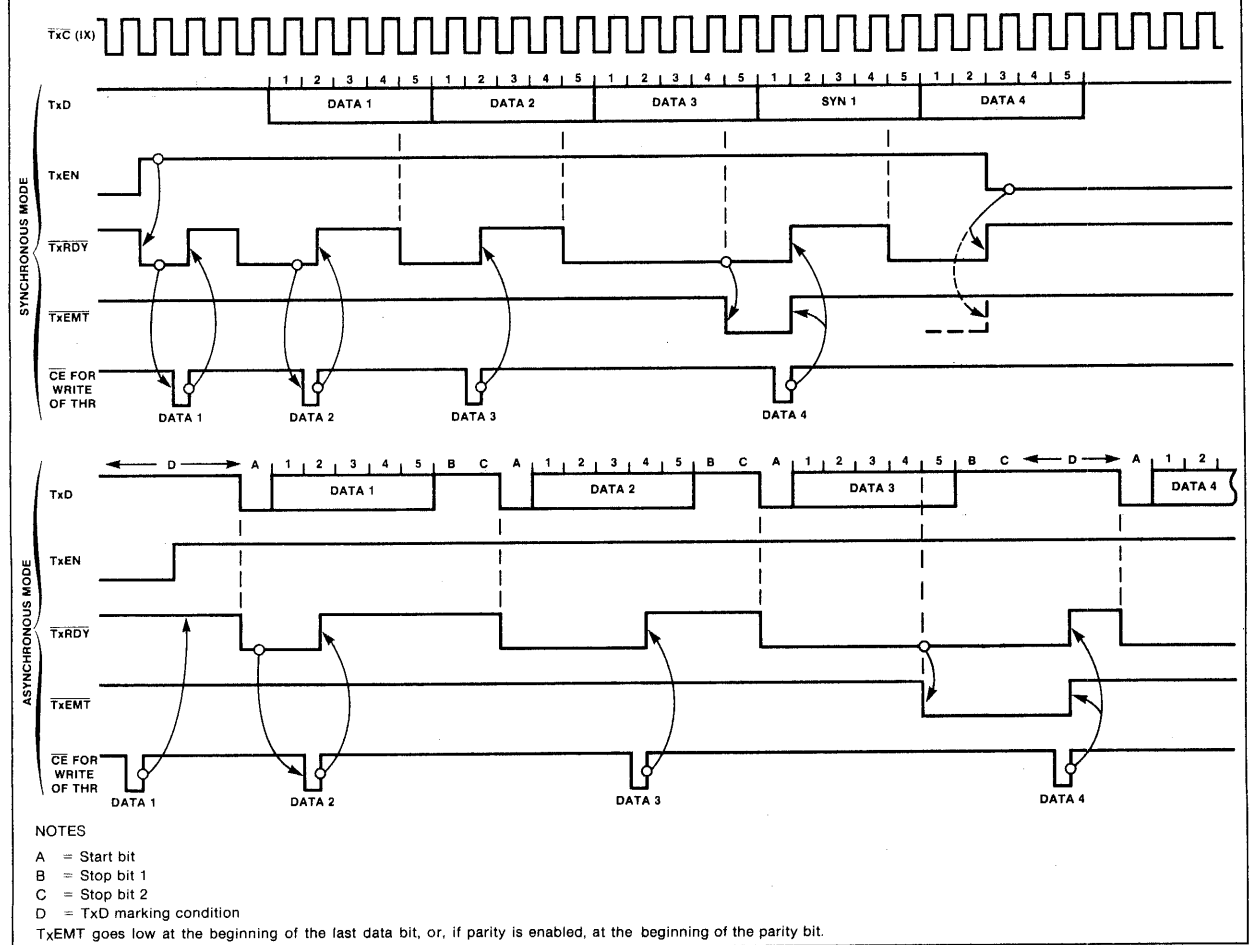 TxC (IX)
SYNCHRONOUS MODE
1 2 3 4 5 1 2 3 4 5 1 2 3 4 5 1 2 3 4 5 1 2 3 4 5
TxD DATA 1 DATA 2 DATA 3 SYN 1 DATA 4
TxEN
TxRDY
TxEMT
CE FOR
WRITE
OF THR
DATA 1 DATA 2 DATA 3 DATA 4
ASYNCHRONOUS MODE
D A 1 2 3 4 5 B C A 1 2 3 4 5 B C A 1 2 3 4 5 B C D A 1 2
TxD DATA 1 DATA 2 DATA 3 DATA 4
TxEN
TxRDY
TxEMT
CE FOR
WRITE
OF THR
DATA 1 DATA 2 DATA 3 DATA 4
NOTES
A = Start bit
B = Stop bit 1
C = Stop bit 2
D = TxD marking condition
TxEMT goes low at the beginning of the last data bit, or, if parity is enabled, at the beginning of the parity bit.